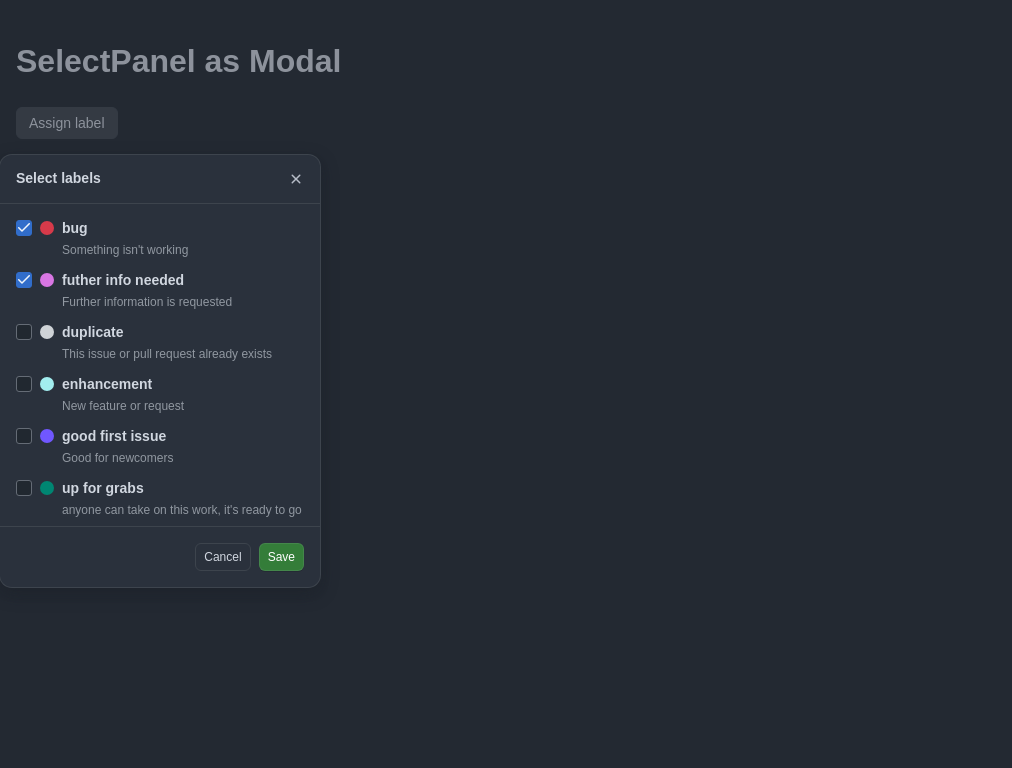 SelectPanel as Modal
Assign label
Select labels
bug
Something isn't working
futher info needed
Further information is requested
duplicate
This issue or pull request already exists
enhancement
New feature or request
good first issue
Good for newcomers
up for grabs
anyone can take on this work, it's ready to go
Cancel Save